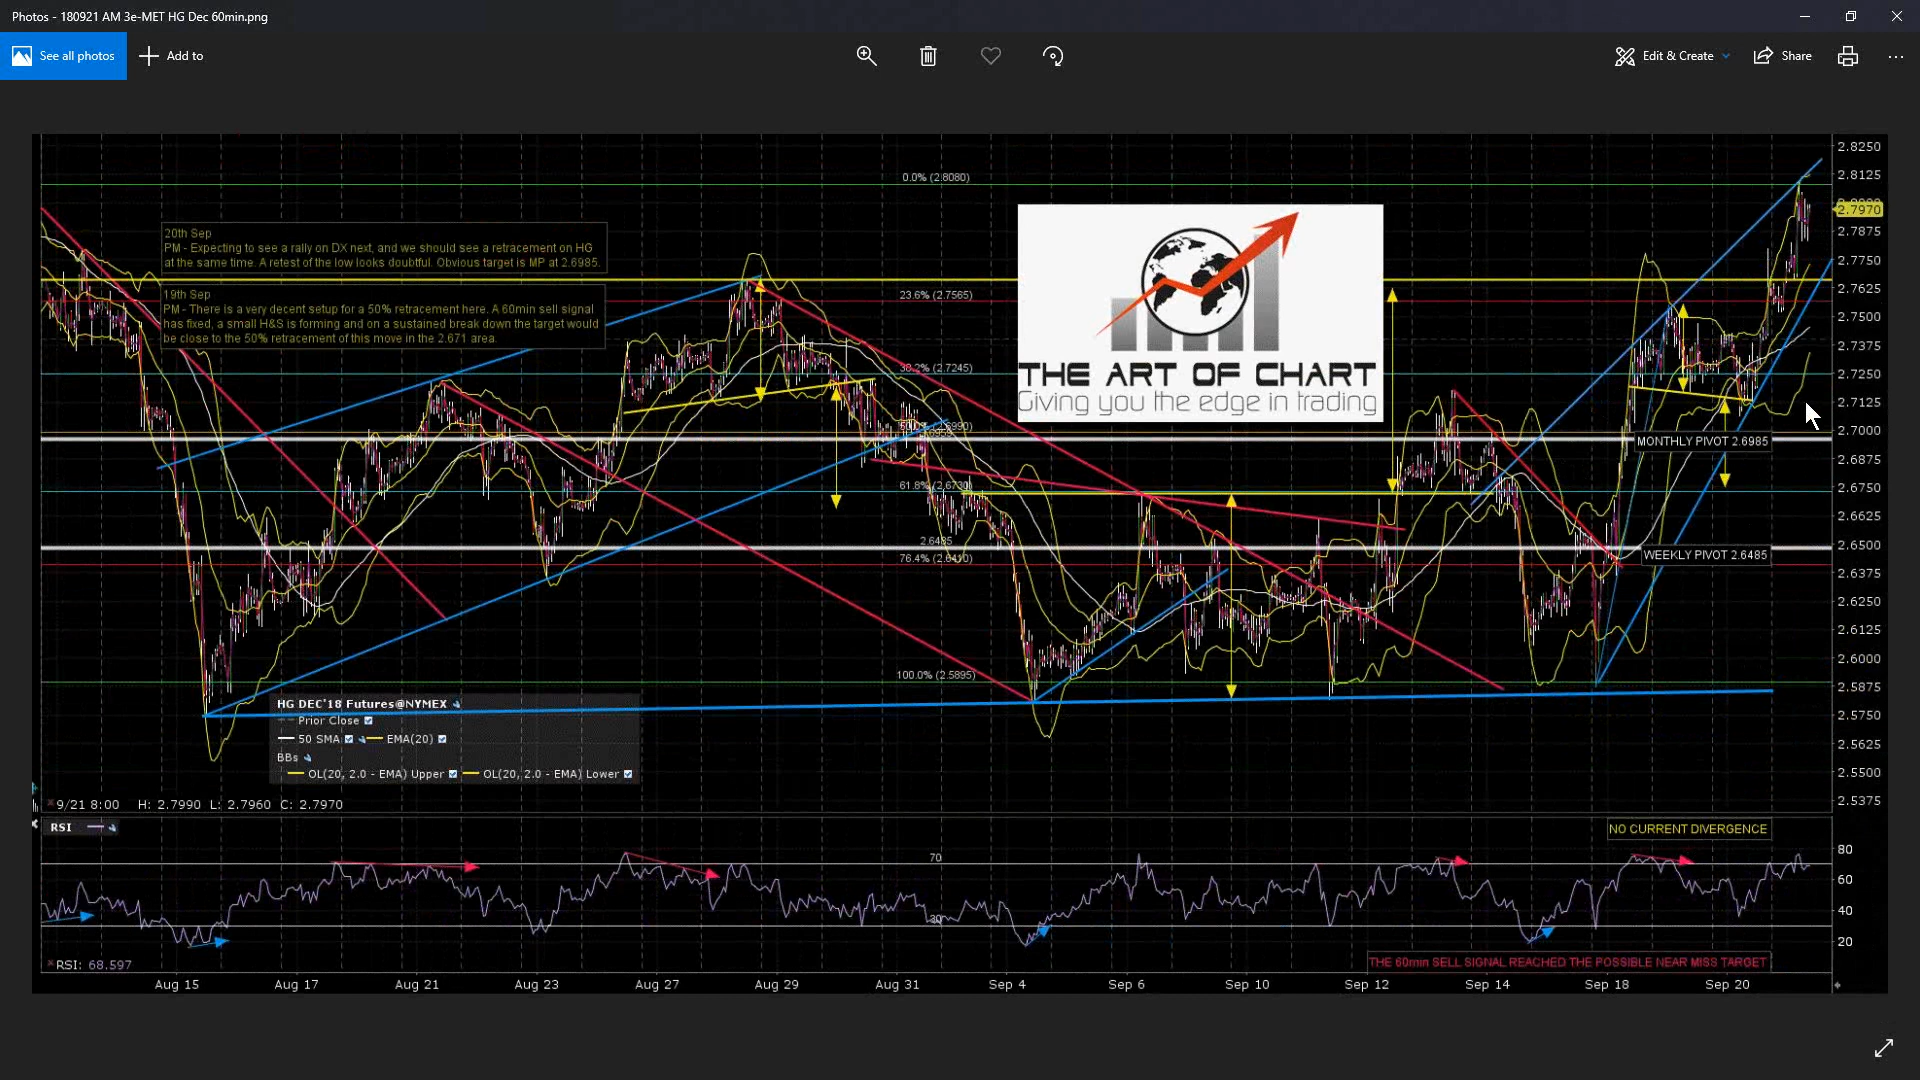 Photos - 180921 AM 3e-MET HG Dec 60min.png
See all photos
Add to
Edit & Create
Share
2.8250
2.8125
2.7970
2.7875
2.7750
2.7625
2.7500
2.7375
2.7250
2.7125
2.7000
2.6875
2.6750
2.6625
2.6500
2.6375
2.6250
2.6125
2.6000
2.5875
2.5750
2.5625
2.5500
2.5375
0.0% (2.8080)
20th Sep
PM - Expecting to see a rally on DX next, and we should see a retracement on HG
at the same time. A retest of the low looks doubtful. Obvious target is MP at 2.6985.
19th Sep
PM - There is a very decent setup for a 50% retracement here. A 60min sell signal
has fixed, a small H&S is forming and on a sustained break down the target would
be close to the 50% retracement of this move in the 2.671 area.
23.6% (2.7565)
38.2% (2.7245)
61.8% (2.6730)
2.6485
76.4% (2.6410)
100.0% (2.5895)
THE ART OF CHART
Giving you the edge in trading
MONTHLY PIVOT 2.6985
WEEKLY PIVOT 2.6485
HG DEC'18 Futures@NYMEX
Prior Close
50 SMA EMA(20)
BBs
OL(20, 2.0 - EMA) Upper OL(20, 2.0 - EMA) Lower
9/21 8:00 H: 2.7990 L: 2.7960 C: 2.7970
RSI
NO CURRENT DIVERGENCE
70
30
80
60
40
20
RSI: 68.597
THE 60min SELL SIGNAL REACHED THE POSSIBLE NEAR MISS TARGET
Aug 15 Aug 17 Aug 21 Aug 23 Aug 27 Aug 29 Aug 31 Sep 4 Sep 6 Sep 10 Sep 12 Sep 14 Sep 18 Sep 20